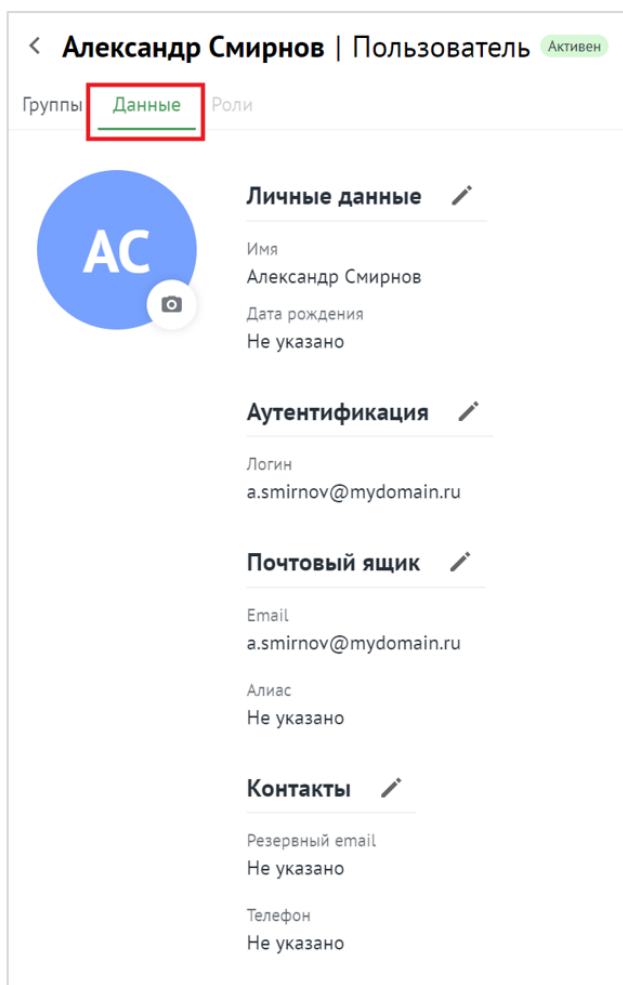 Александр Смирнов | Пользователь Активен
Группы Данные Роли
АС
Личные данные
Имя
Александр Смирнов
Дата рождения
Не указано
Аутентификация
Логин
a.smirnov@mydomain.ru
Почтовый ящик
Email
a.smirnov@mydomain.ru
Алиас
Не указано
Контакты
Резервный email
Не указано
Телефон
Не указано